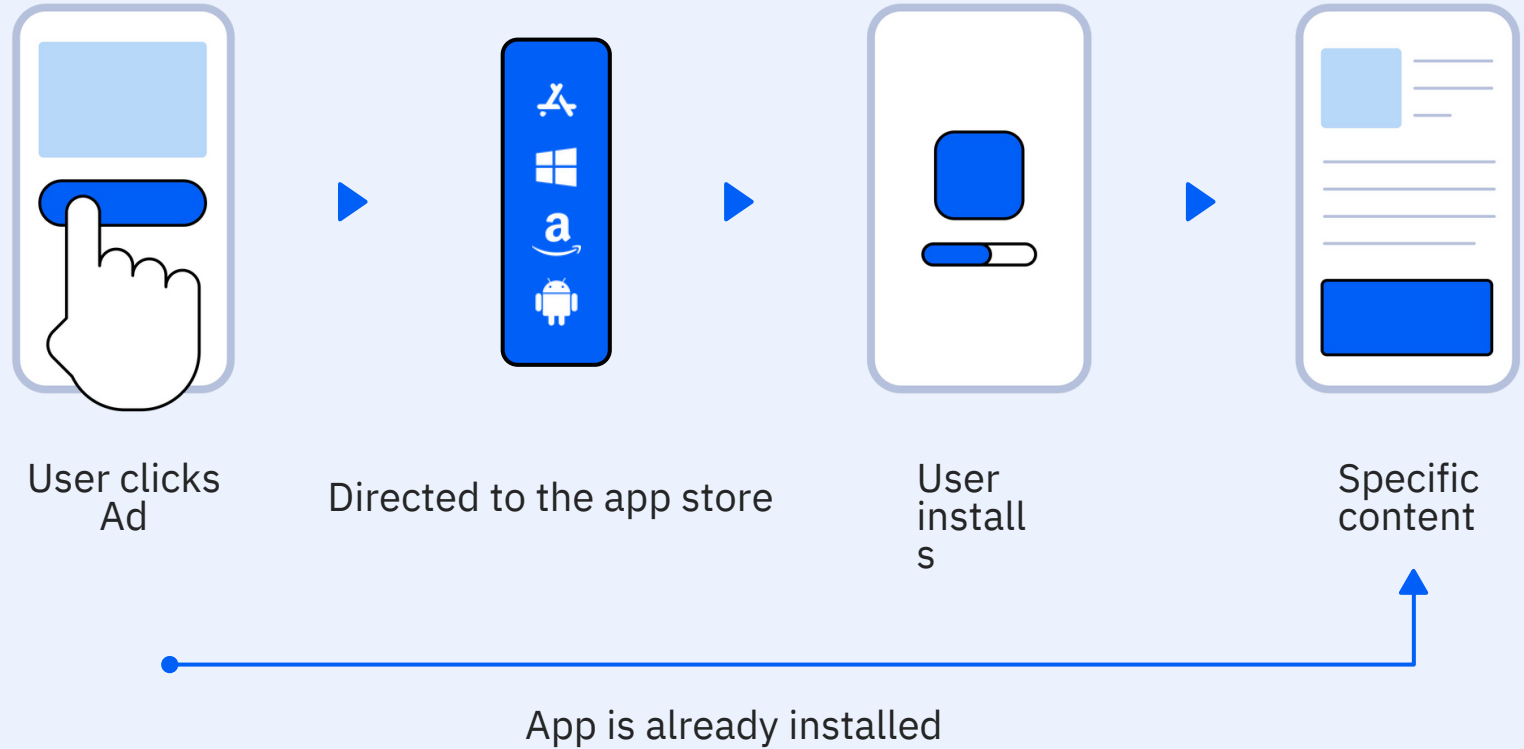 User clicks
Ad
Directed to the app store
User
install
s
Specific
content
App is already installed